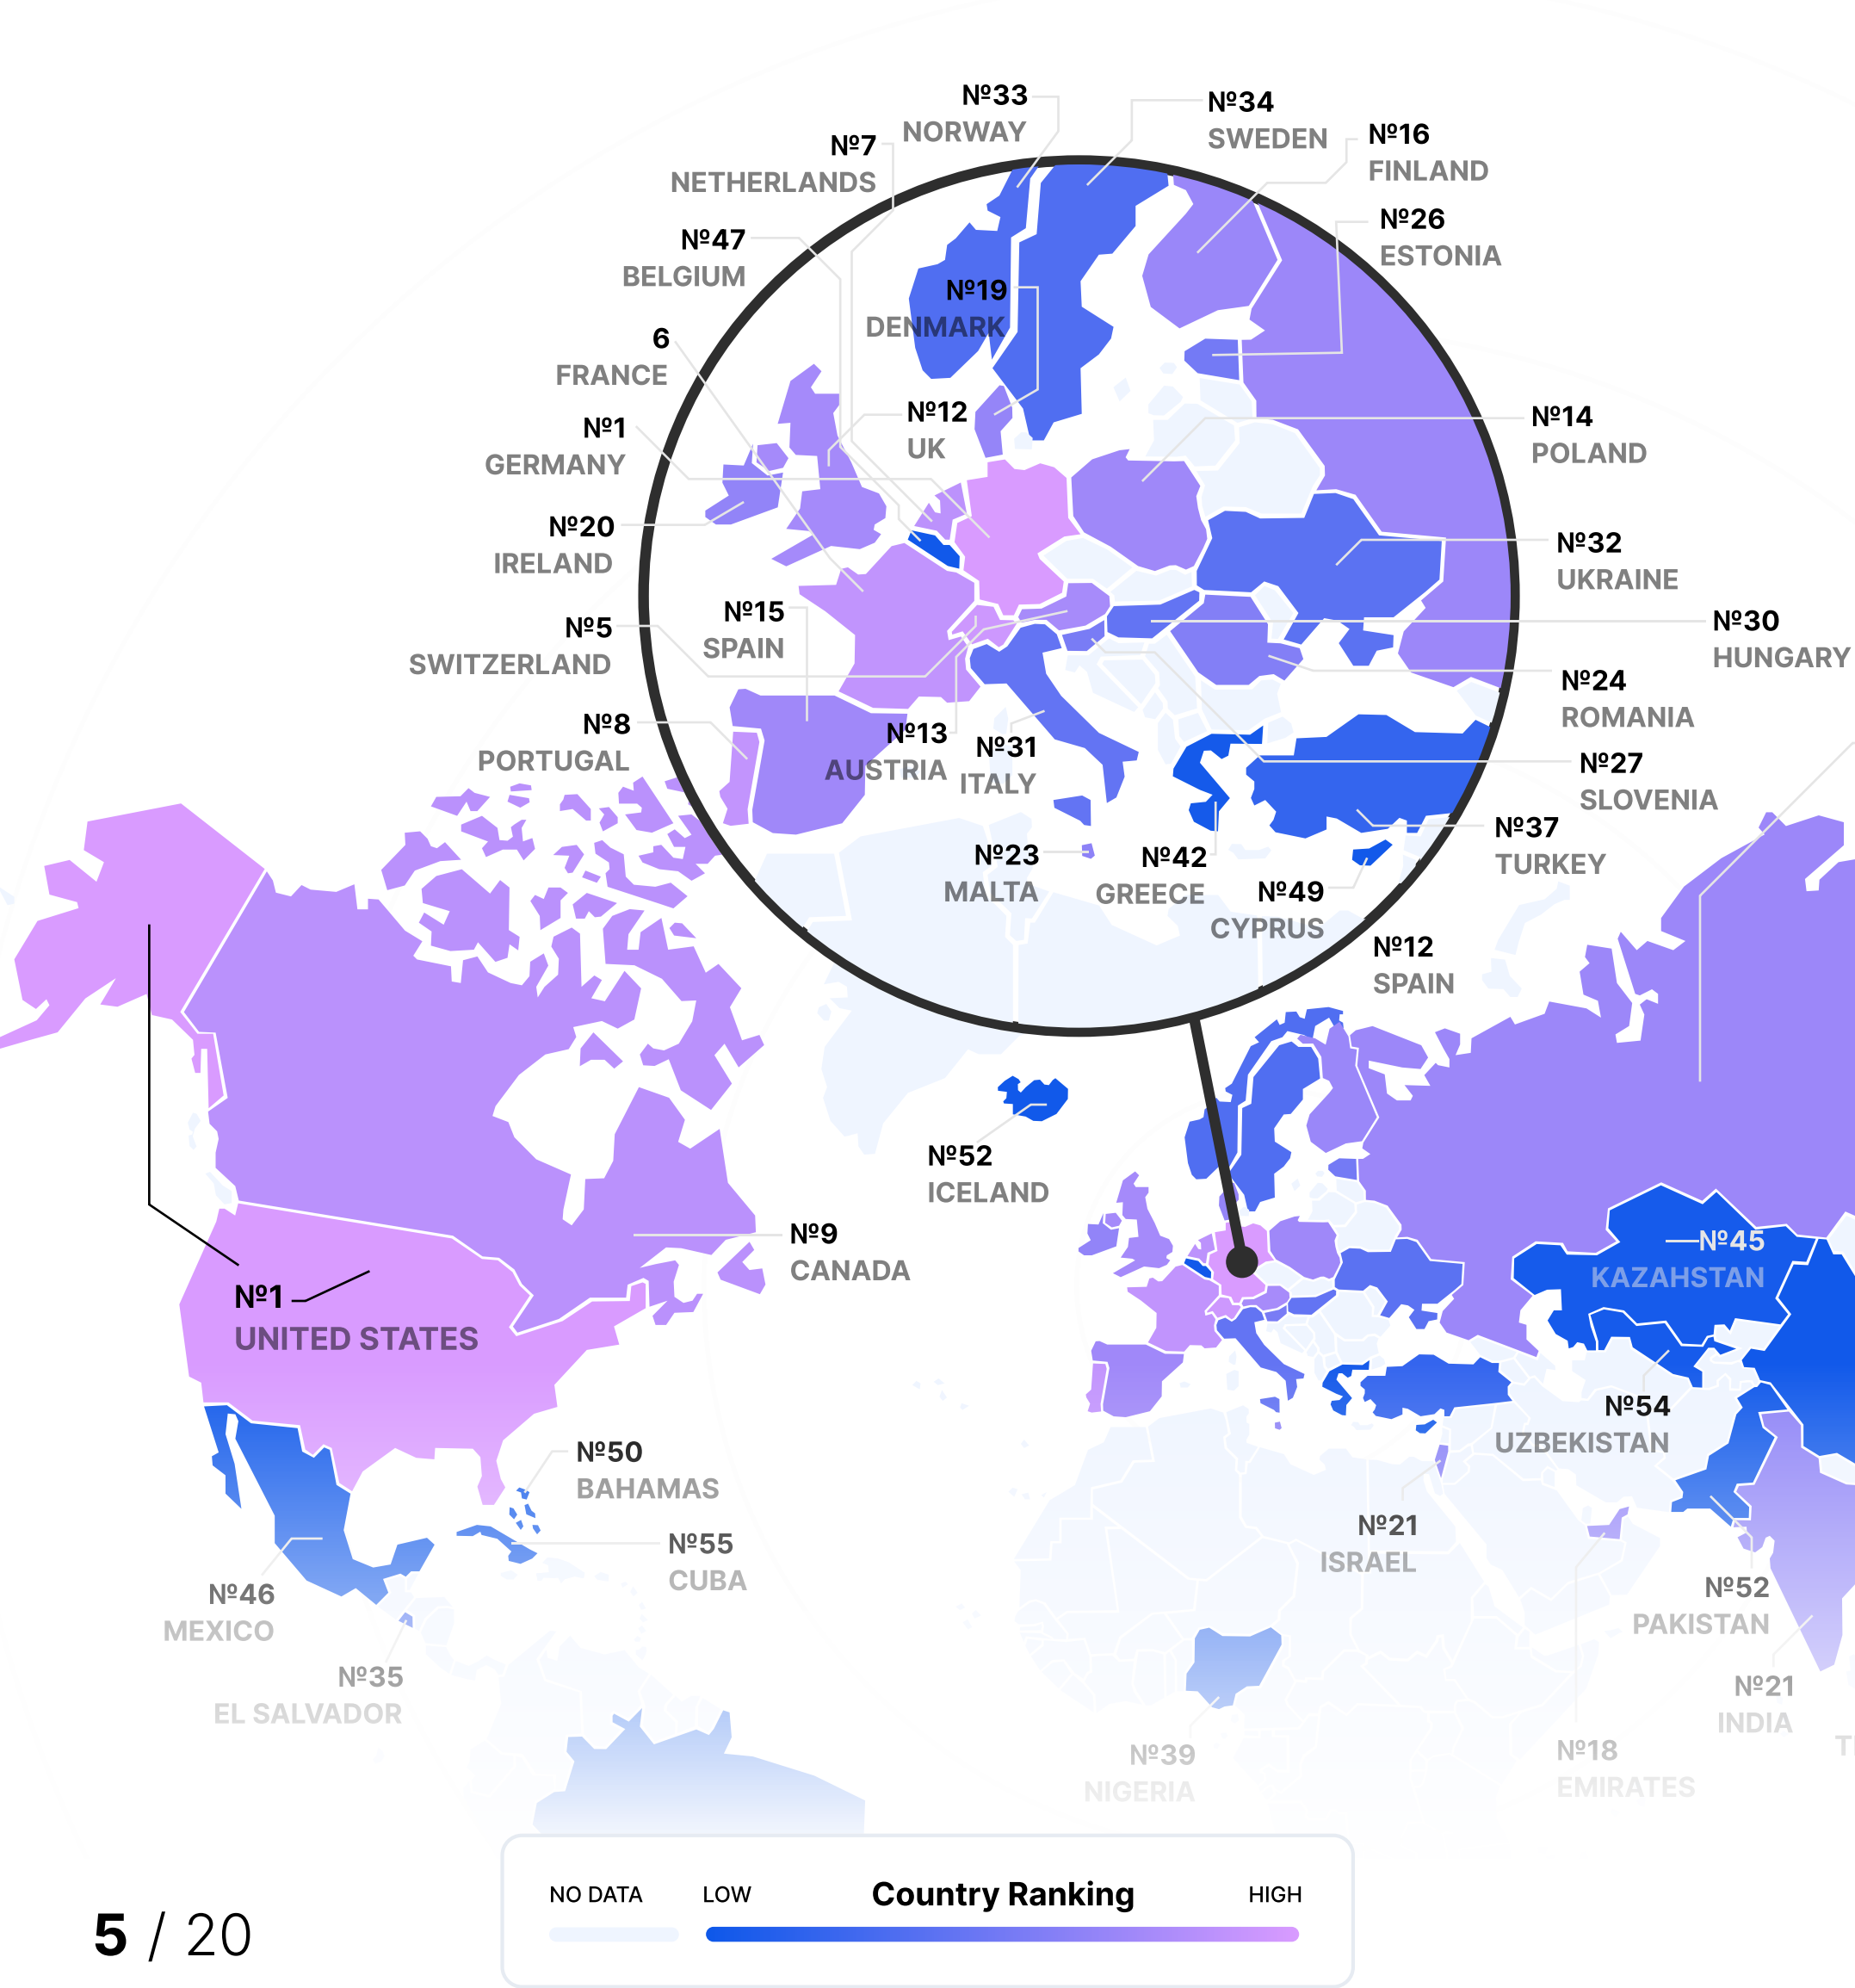 №33
NORWAY
№34
SWEDEN
№16
FINLAND
№7
NETHERLANDS
№26
ESTONIA
№47
BELGIUM
№19
DENMARK
6
FRANCE
№12
UK
№14
POLAND
№1
GERMANY
№20
IRELAND
№32
UKRAINE
№15
SPAIN
№30
HUNGARY
№5
SWITZERLAND
№24
ROMANIA
№8
PORTUGAL
№13
AUSTRIA
№31
ITALY
№27
SLOVENIA
№37
TURKEY
№23
MALTA
№42
GREECE
№49
CYPRUS
№12
SPAIN
№52
ICELAND
№9
CANADA
№45
KAZAHSTAN
№1
UNITED STATES
№54
UZBEKISTAN
№50
BAHAMAS
№21
ISRAEL
№55
CUBA
№46
MEXICO
№52
PAKISTAN
№35
EL SALVADOR
№21
INDIA
№39
NIGERIA
№18
EMIRATES
NO DATA
LOW
Country Ranking
HIGH
5 / 20